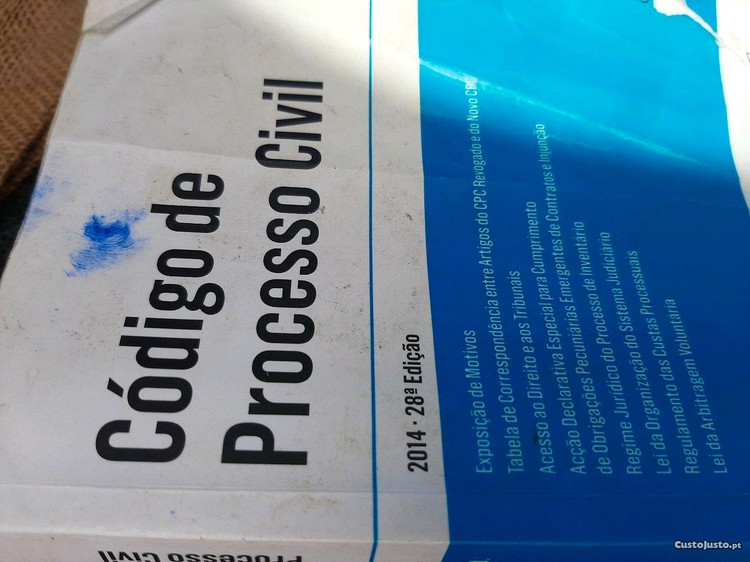 Código de
Processo Civil
2014 · 28ª Edição
Exposição de Motivos
Tabela de Correspondência entre Artigos do CPC Revogado e do Novo CPC
Acesso ao Direito e aos Tribunais
Acção Declarativa Especial para Cumprimento
de Obrigações Pecuniárias Emergentes de Contratos e Injunção
Regime Jurídico do Processo de Inventário
Lei da Organização do Sistema Judiciário
Regulamento das Custas Processuais
Lei da Arbitragem Voluntária
Processo Civil
CustoJusto.pt